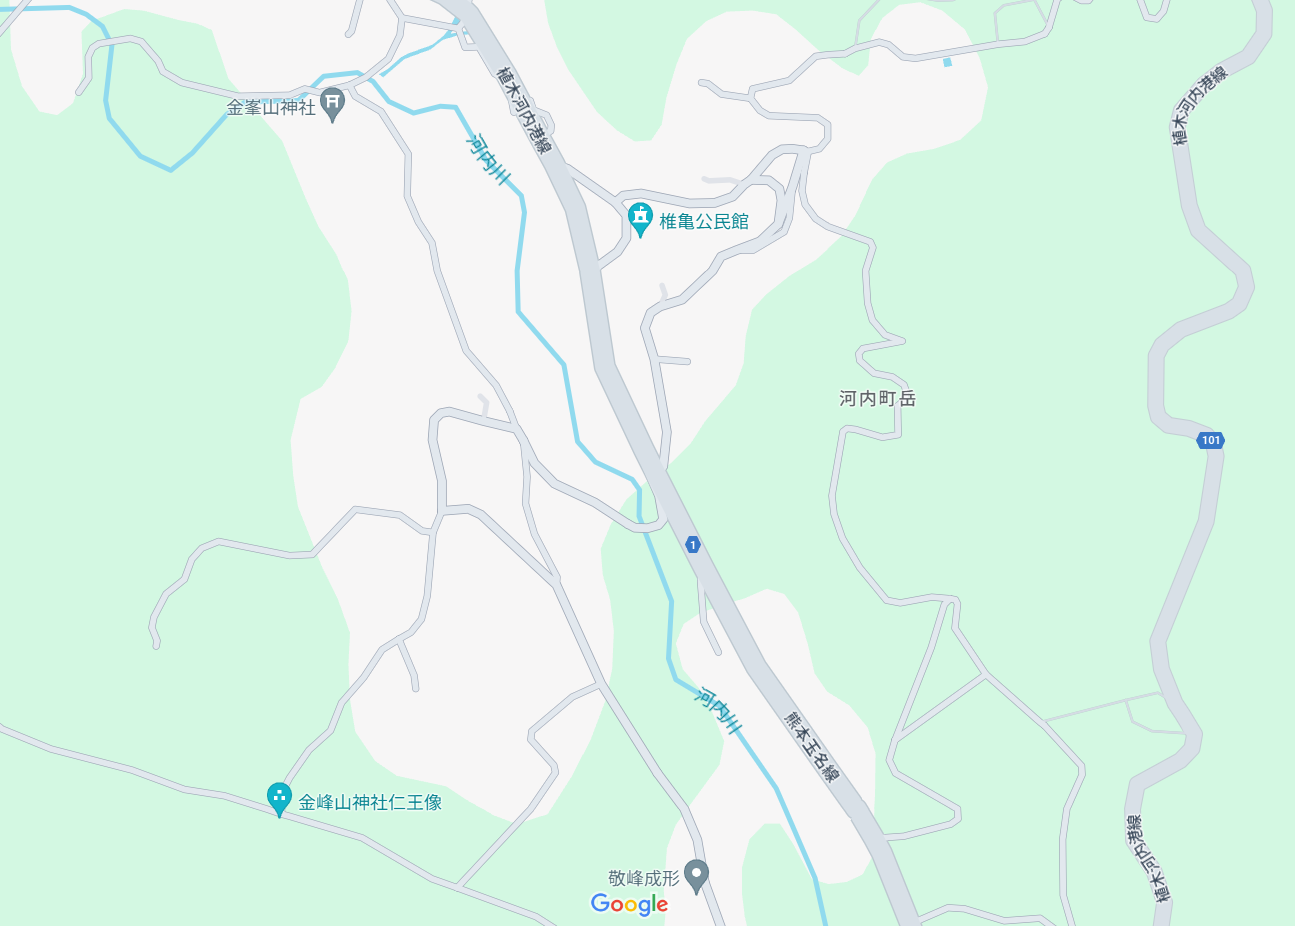 植木河内港線
植木河内港線
金峯山神社
河内川
椎亀公民館
河内町岳
101
1
河内川
熊本玉名線
金峰山神社仁王像
植木河内港線
敬峰成形
Google